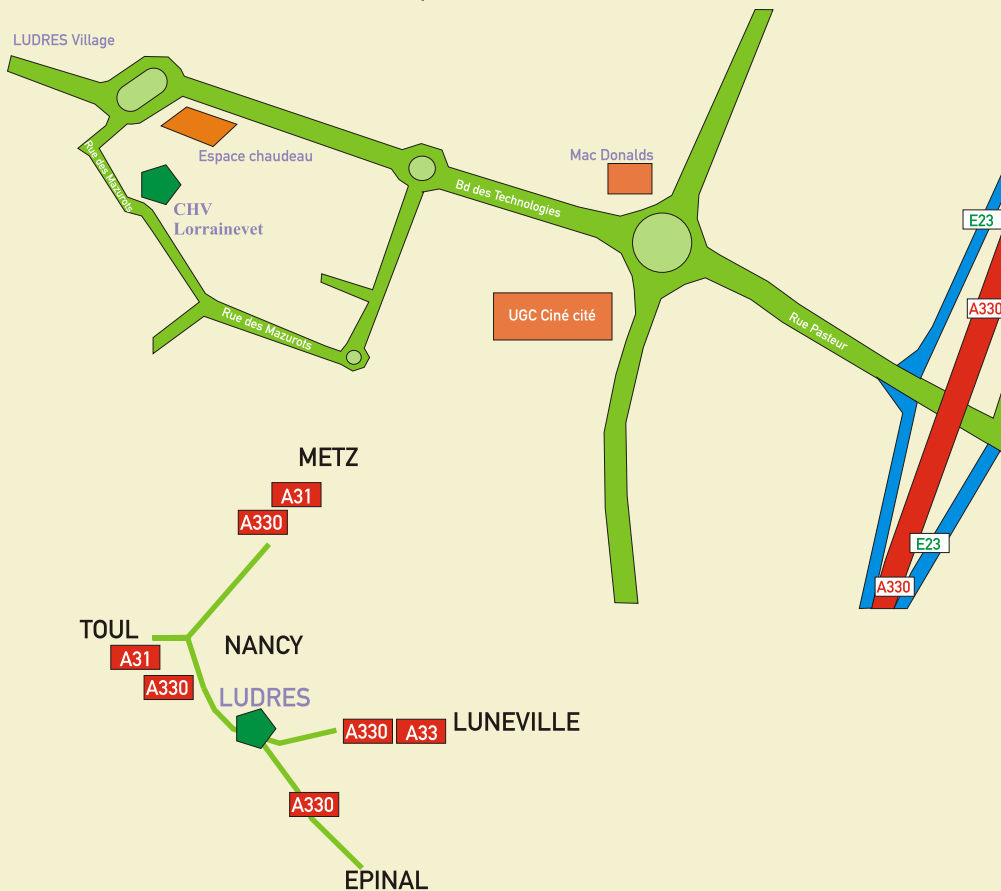 LUDRES Village
Rue des Mazurots
Espace chaudeau
CHV
Lorrainevet
Bd des Technologies
Mac Donalds
E23
A330
UGC Ciné cité
Rue des Mazurots
Rue Pasteur
E23
A330
METZ
A31
A330
TOUL
NANCY
A31
A330
LUDRES
A330
A33
LUNEVILLE
A330
EPINAL